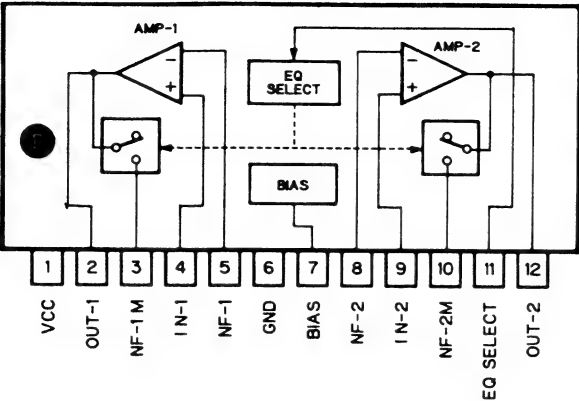 AMP-1
AMP-2
−
+
EQ
SELECT
−
+
BIAS
1 2 3 4 5 6 7 8 9 10 11 12
VCC
OUT-1
NF-1M
IN-1
NF-1
GND
BIAS
NF-2
IN-2
NF-2M
EQ SELECT
OUT-2